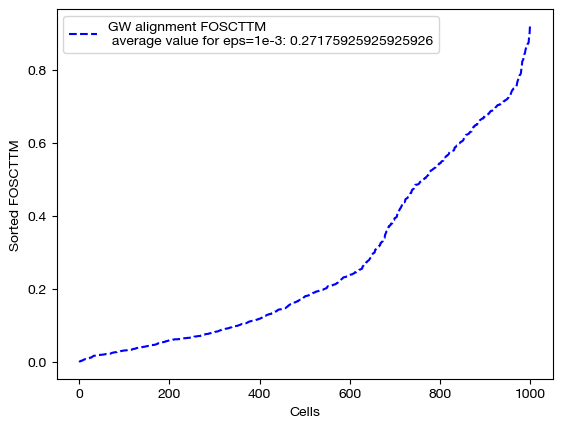 GW alignment FOSCTTM
average value for eps=1e-3: 0.27175925925925926
0.8
0.6
0.4
0.2
0.0
Sorted FOSCTTM
0 200 400 600 800 1000
Cells